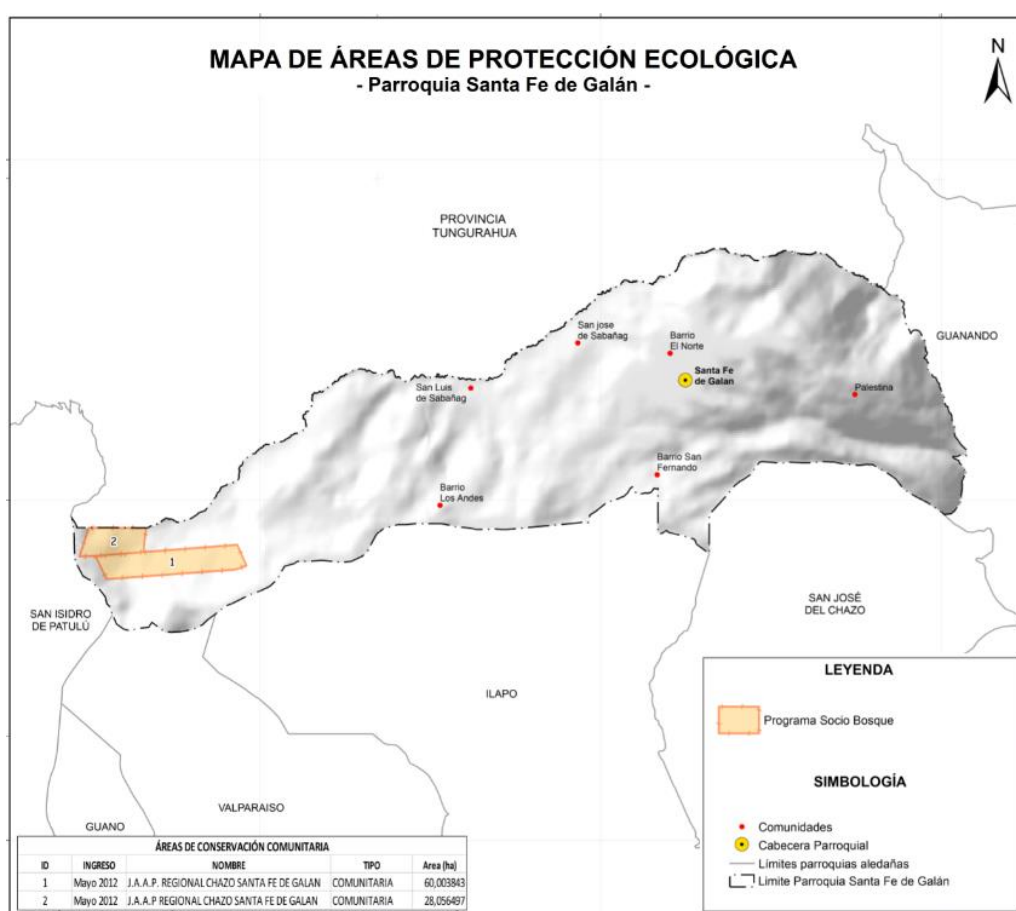 MAPA DE ÁREAS DE PROTECCIÓN ECOLÓGICA
- Parroquia Santa Fe de Galán -
N
PROVINCIA
TUNGURAHUA
GUANANDO
San jose
de Sabañag
Barrio
El Norte
Santa Fe
de Galan
San Luis
de Sabañag
Palestina
Barrio San
Fernando
Barrio
Los Andes
2
1
SAN ISIDRO
DE PATULÚ
SAN JOSÉ
DEL CHAZO
ILAPO
VALPARAISO
GUANO
LEYENDA
Programa Socio Bosque
SIMBOLOGÍA
Comunidades
Cabecera Parroquial
Límites parroquias aledañas
Limite Parroquia Santa Fe de Galán
ÁREAS DE CONSERVACIÓN COMUNITARIA
ID INGRESO NOMBRE TIPO Area (ha)
1 Mayo 2012 J.A.A.P. REGIONAL CHAZO SANTA FE DE GALAN COMUNITARIA 60,003843
2 Mayo 2012 J.A.A.P REGIONAL CHAZO SANTA FE DE GALAN COMUNITARIA 28,056497